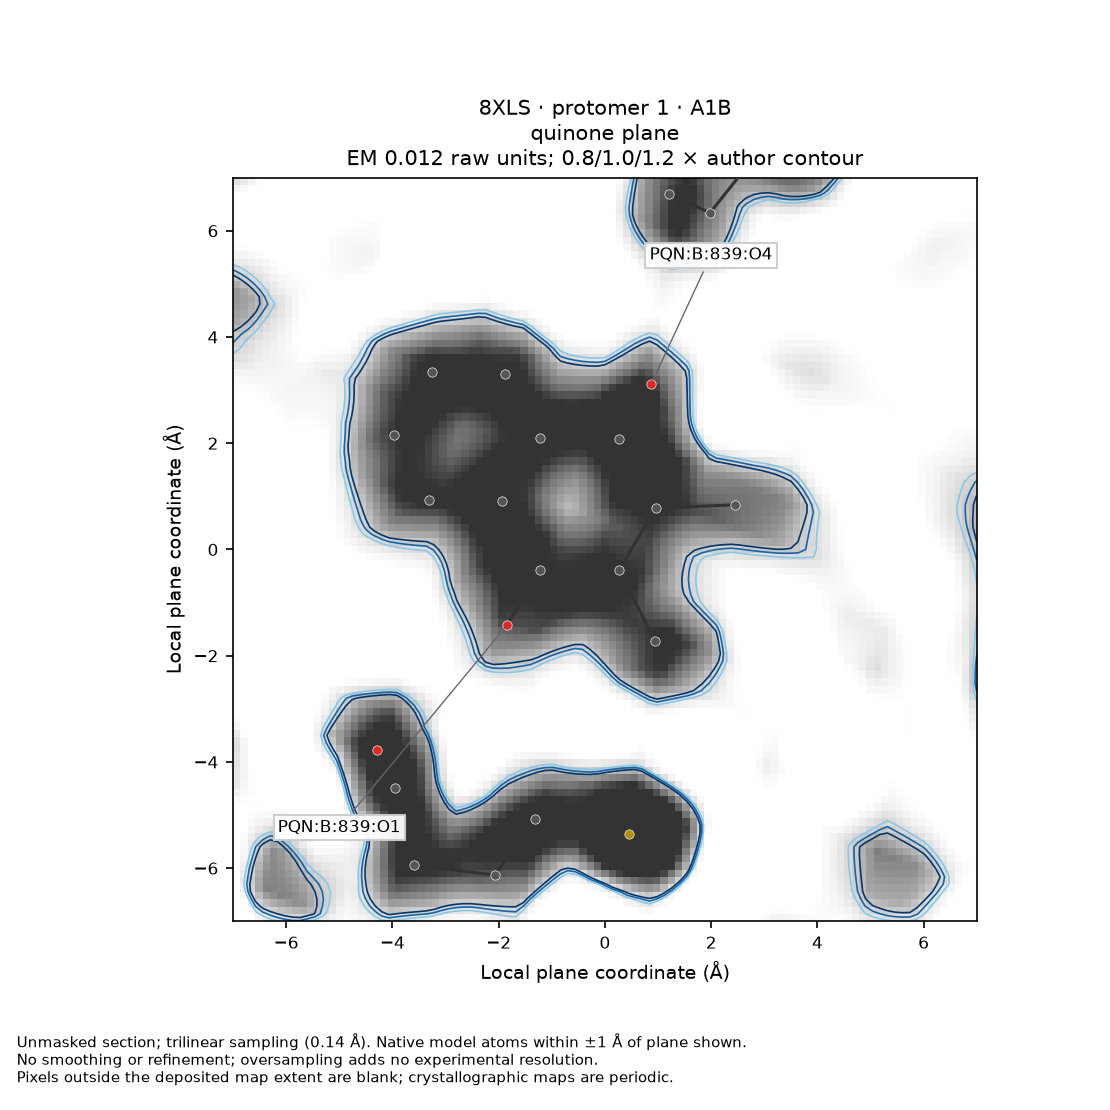 8XLS · protomer 1 · A1B
quinone plane
EM 0.012 raw units; 0.8/1.0/1.2 × author contour
6
4
2
0
−2
−4
−6
Local plane coordinate (Å)
PQN:B:839:O4
PQN:B:839:O1
−6
−4
−2
0
2
4
6
Local plane coordinate (Å)
Unmasked section; trilinear sampling (0.14 Å). Native model atoms within ±1 Å of plane shown.
No smoothing or refinement; oversampling adds no experimental resolution.
Pixels outside the deposited map extent are blank; crystallographic maps are periodic.